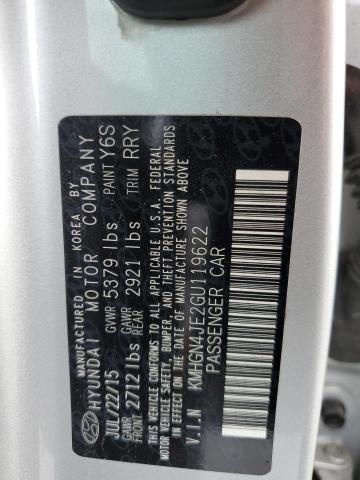 MANUFACTURED IN KOREA BY
HYUNDAI MOTOR COMPANY
JUL/22/15 GVWR 5379 lbs PAINT Y6S
GAWR FRONT 2712 lbs GAWR REAR 2921 lbs TRIM RRY
THIS VEHICLE CONFORMS TO ALL APPLICABLE U.S.A. FEDERAL
MOTOR VEHICLE SAFETY, BUMPER, AND THEFT PREVENTION STANDARDS
IN EFFECT ON THE DATE OF MANUFACTURE SHOWN ABOVE
V.I.N KMHGN4JE2GU119622
PASSENGER CAR